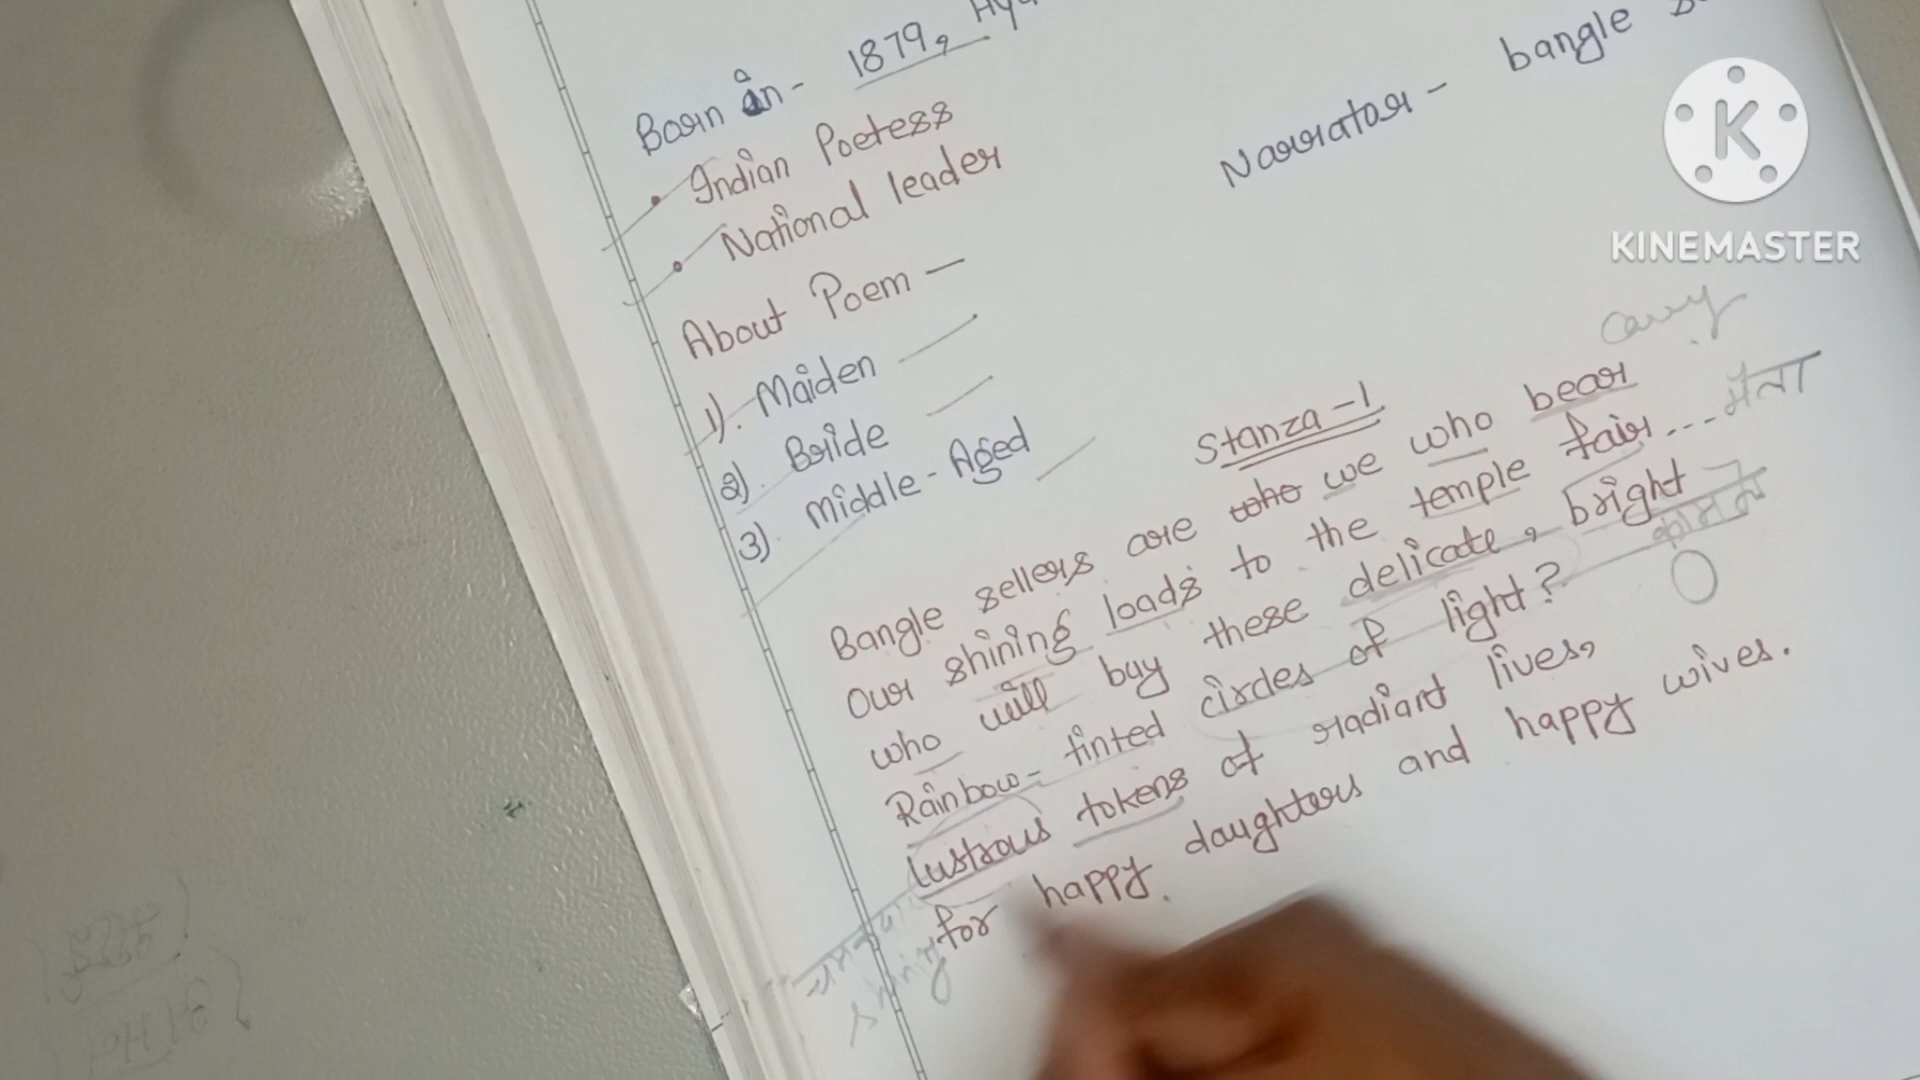 Born in - 1879,
Narrator - bangle
• Indian Poetess
• National leader
KINEMASTER
About Poem —
1). Maiden
2). Bride
3) Middle-Aged
carry
Stanza-1
Bangle sellers are who we who bear
our shining loads to the temple fair.... मेला
who will buy these delicate, bright
Rainbow- tinted circles of light?
lustrous tokens of radiant lives,
for happy daughters and happy wives.
shining